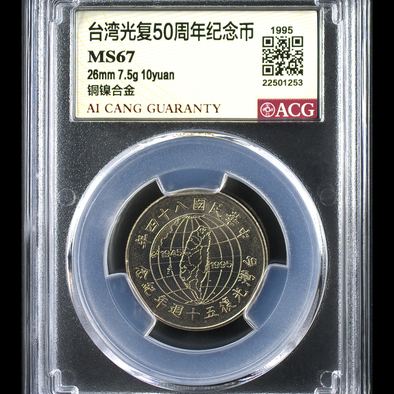 台湾光复50周年纪念币
1995
MS67
26mm 7.5g 10yuan
22501253
铜镍合金
AI CANG GUARANTY
ACG
中華民國八十四年
1945
1995
台灣光復五十週年紀念